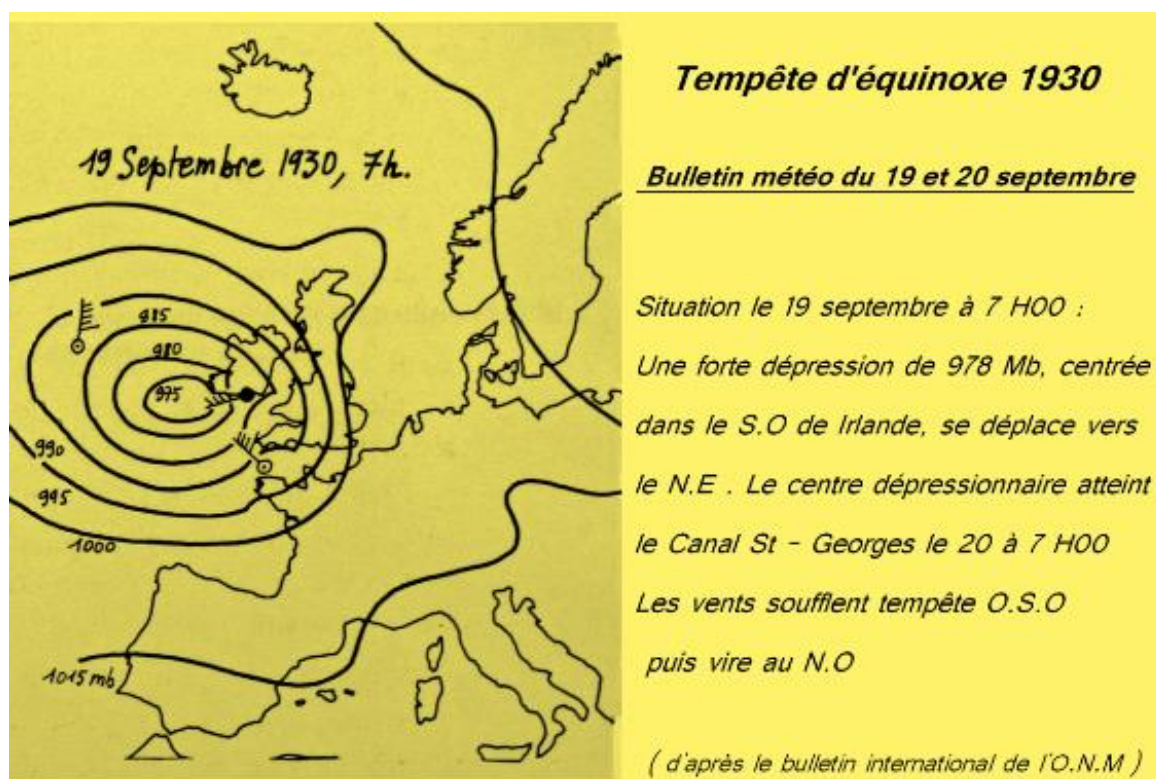 19 Septembre 1930, 7h.
985
980
975
990
995
1000
1015 mb
Tempête d'équinoxe 1930
Bulletin météo du 19 et 20 septembre
Situation le 19 septembre à 7 H00 :
Une forte dépression de 978 Mb, centrée
dans le S.O de Irlande, se déplace vers
le N.E . Le centre dépressionnaire atteint
le Canal St - Georges le 20 à 7 H00
Les vents soufflent tempête O.S.O
puis vire au N.O
( d'après le bulletin international de l'O.N.M )